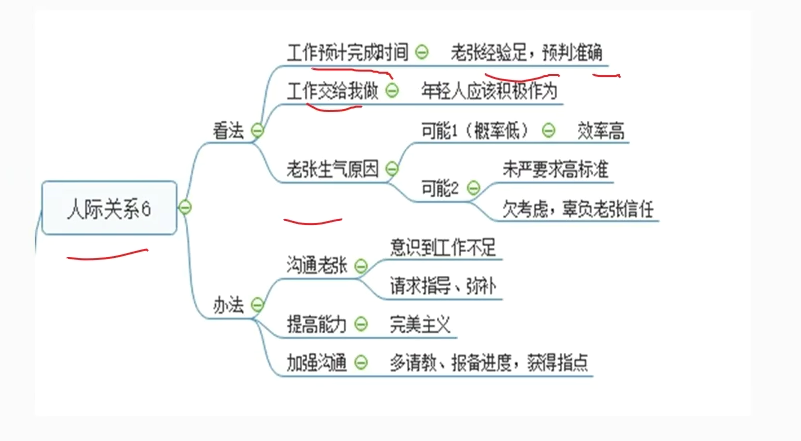 人际关系6
看法
工作预计完成时间
老张经验足，预判准确
工作交给我做
年轻人应该积极作为
老张生气原因
可能1（概率低）
效率高
可能2
未严要求高标准
欠考虑，辜负老张信任
办法
沟通老张
意识到工作不足
请求指导、弥补
提高能力
完美主义
加强沟通
多请教、报备进度，获得指点